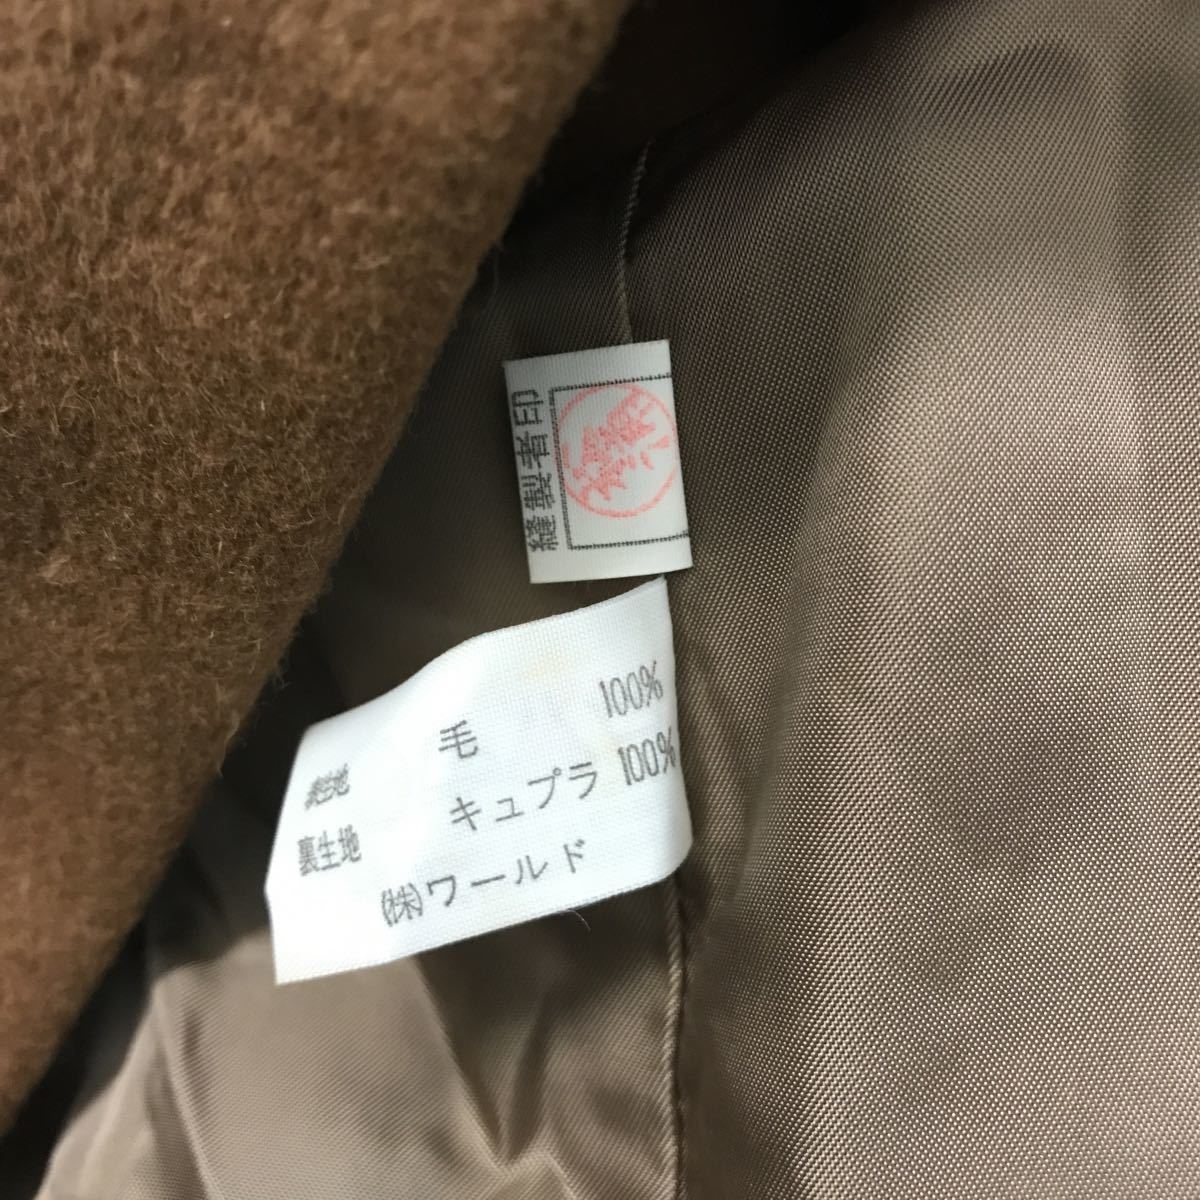 縫製者印
表地 毛 100%
裏生地 キュプラ 100%
(株)ワールド